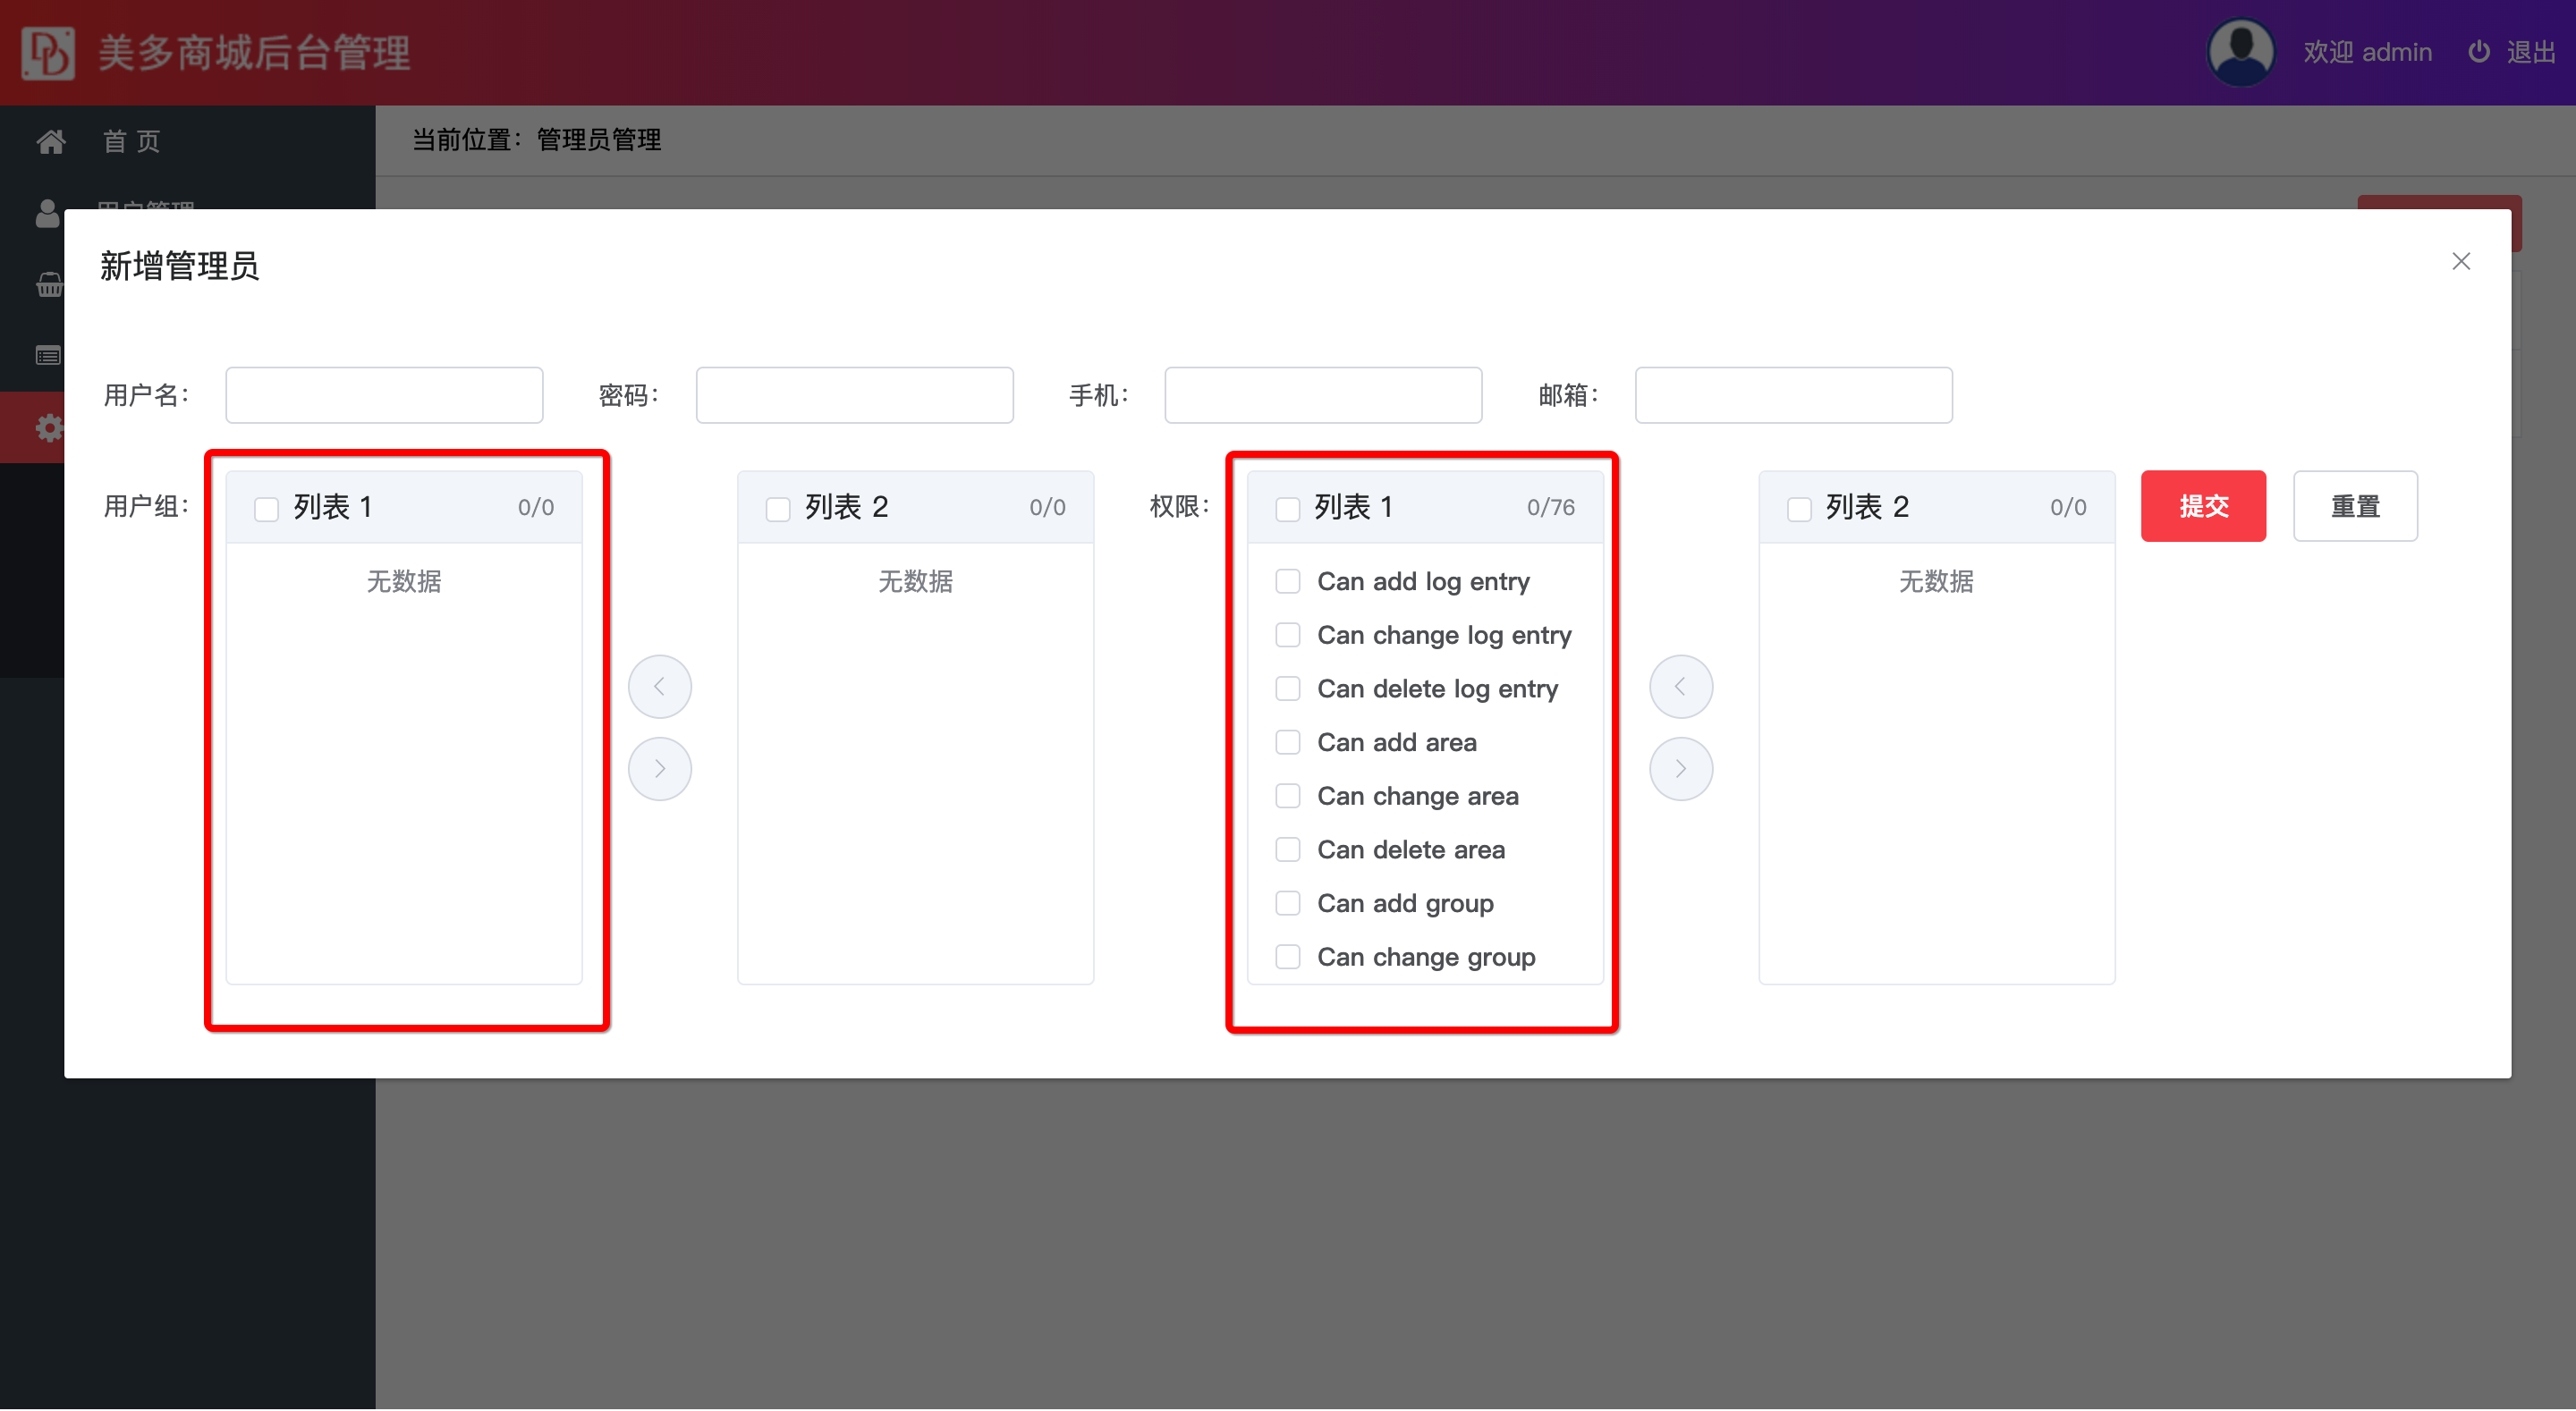 美多商城后台管理
欢迎 admin 退出
首 页
当前位置：管理员管理
用户管理
新增管理员
用户名：
密码：
手机：
邮箱：
用户组：
列表 1 0/0
无数据
列表 2 0/0
无数据
权限：
列表 1 0/76
Can add log entry
Can change log entry
Can delete log entry
Can add area
Can change area
Can delete area
Can add group
Can change group
列表 2 0/0
无数据
提交
重置